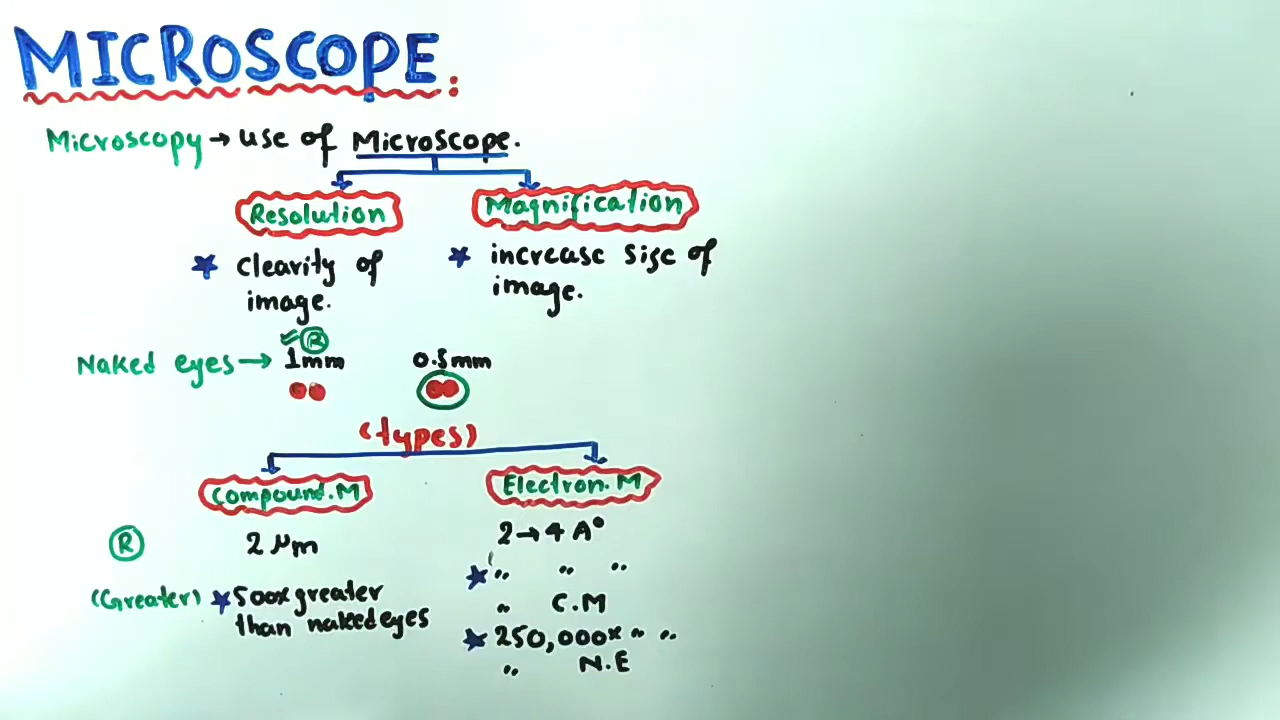 MICROSCOPE:
Microscopy → use of Microscope.
Resolution
Magnification
★ clearity of
image.
★ increase size of
image.
R
Naked eyes → 1mm
0.5mm
(types)
Compound.M
Electron.M
R
2 μm
2 → 4 A°
(Greater) ★ 500x greater
than naked eyes
★ " " "
" C.M
★ 250,000x " "
" N.E